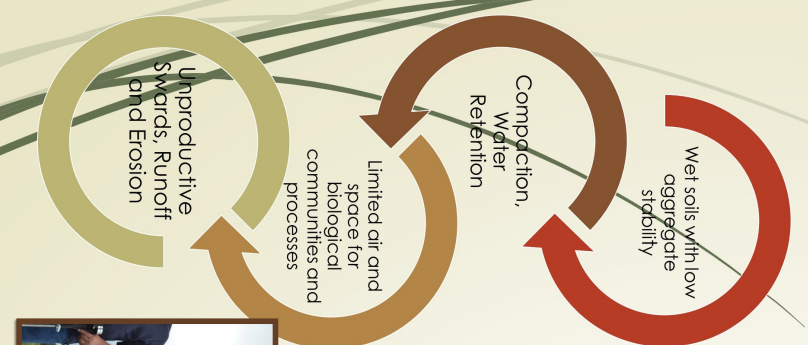 Wet soils with low
aggregate
stability
Compaction,
Water
Retention
Limited air and
space for
biological
communities and
processes
Unproductive
Swards, Runoff
and Erosion